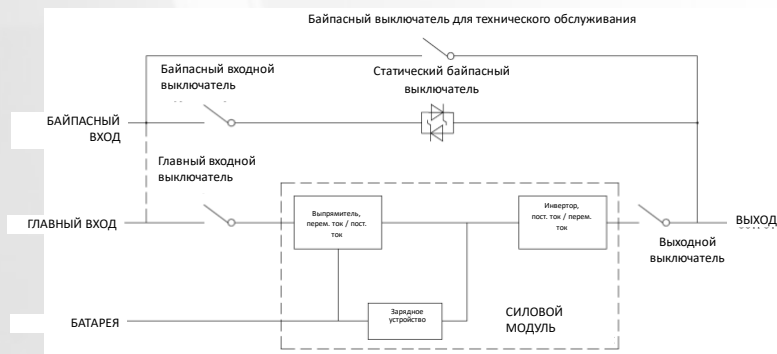 Байпасный выключатель для технического обслуживания
Байпасный входной
выключатель
Статический байпасный
выключатель
БАЙПАСНЫЙ
ВХОД
Главный входной
выключатель
ГЛАВНЫЙ ВХОД
Выпрямитель,
перем. ток / пост.
ток
Инвертор,
пост. ток / перем.
ток
ВЫХОД
Выходной
выключатель
БАТАРЕЯ
Зарядное
устройство
СИЛОВОЙ
МОДУЛЬ